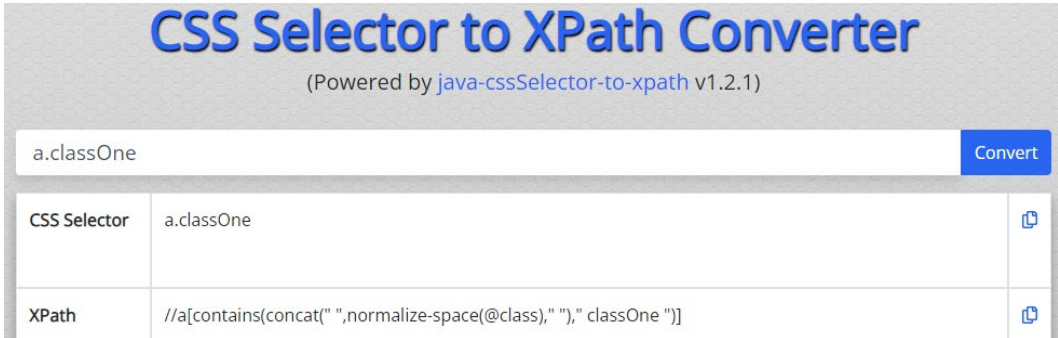 CSS Selector to XPath Converter
(Powered by java-cssSelector-to-xpath v1.2.1)
a.classOne Convert
CSS Selector a.classOne
XPath //a[contains(concat(" ",normalize-space(@class)," ")," classOne ")]